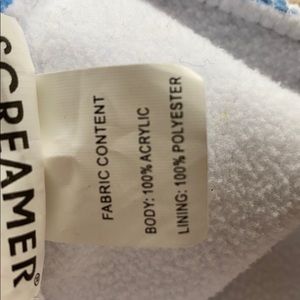 SCREAMER®
FABRIC CONTENT
BODY: 100% ACRYLIC
LINING: 100% POLYESTER